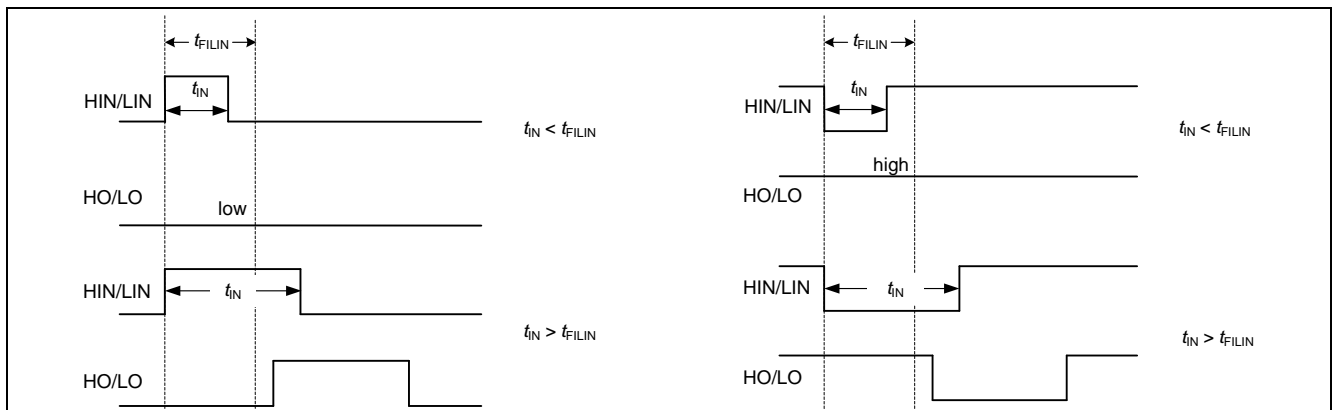 tFILIN
tIN
HIN/LIN
tIN < tFILIN
HO/LO
low
HIN/LIN
tIN
tIN > tFILIN
HO/LO
tFILIN
tIN
HIN/LIN
tIN < tFILIN
high
HO/LO
HIN/LIN
tIN
tIN > tFILIN
HO/LO